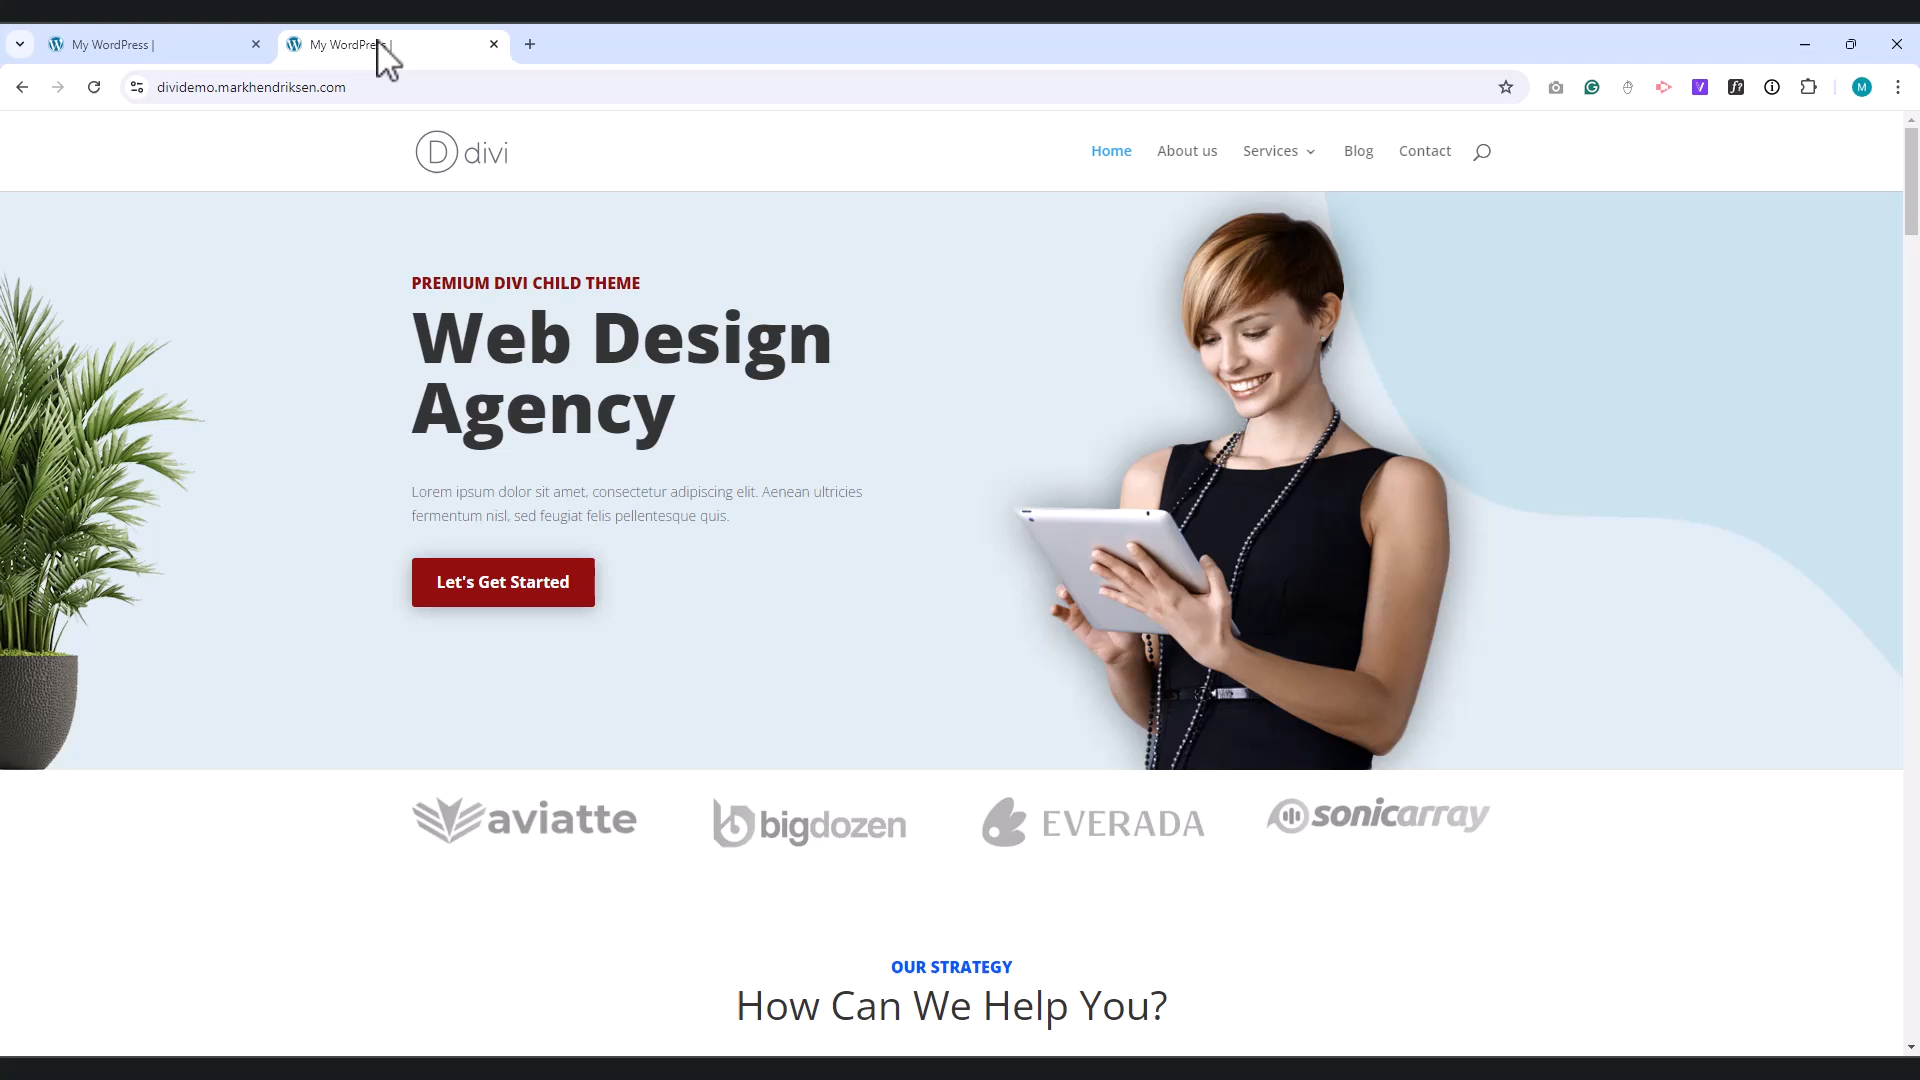 My WordPress |
My WordPress |
dividemo.markhendriksen.com
M
D divi
Home
About us
Services
Blog
Contact
PREMIUM DIVI CHILD THEME
Web Design
Agency
Lorem ipsum dolor sit amet, consectetur adipiscing elit. Aenean ultricies
fermentum nisl, sed feugiat felis pellentesque quis.
Let's Get Started
aviatte
bigdozen
EVERADA
sonicarray
OUR STRATEGY
How Can We Help You?